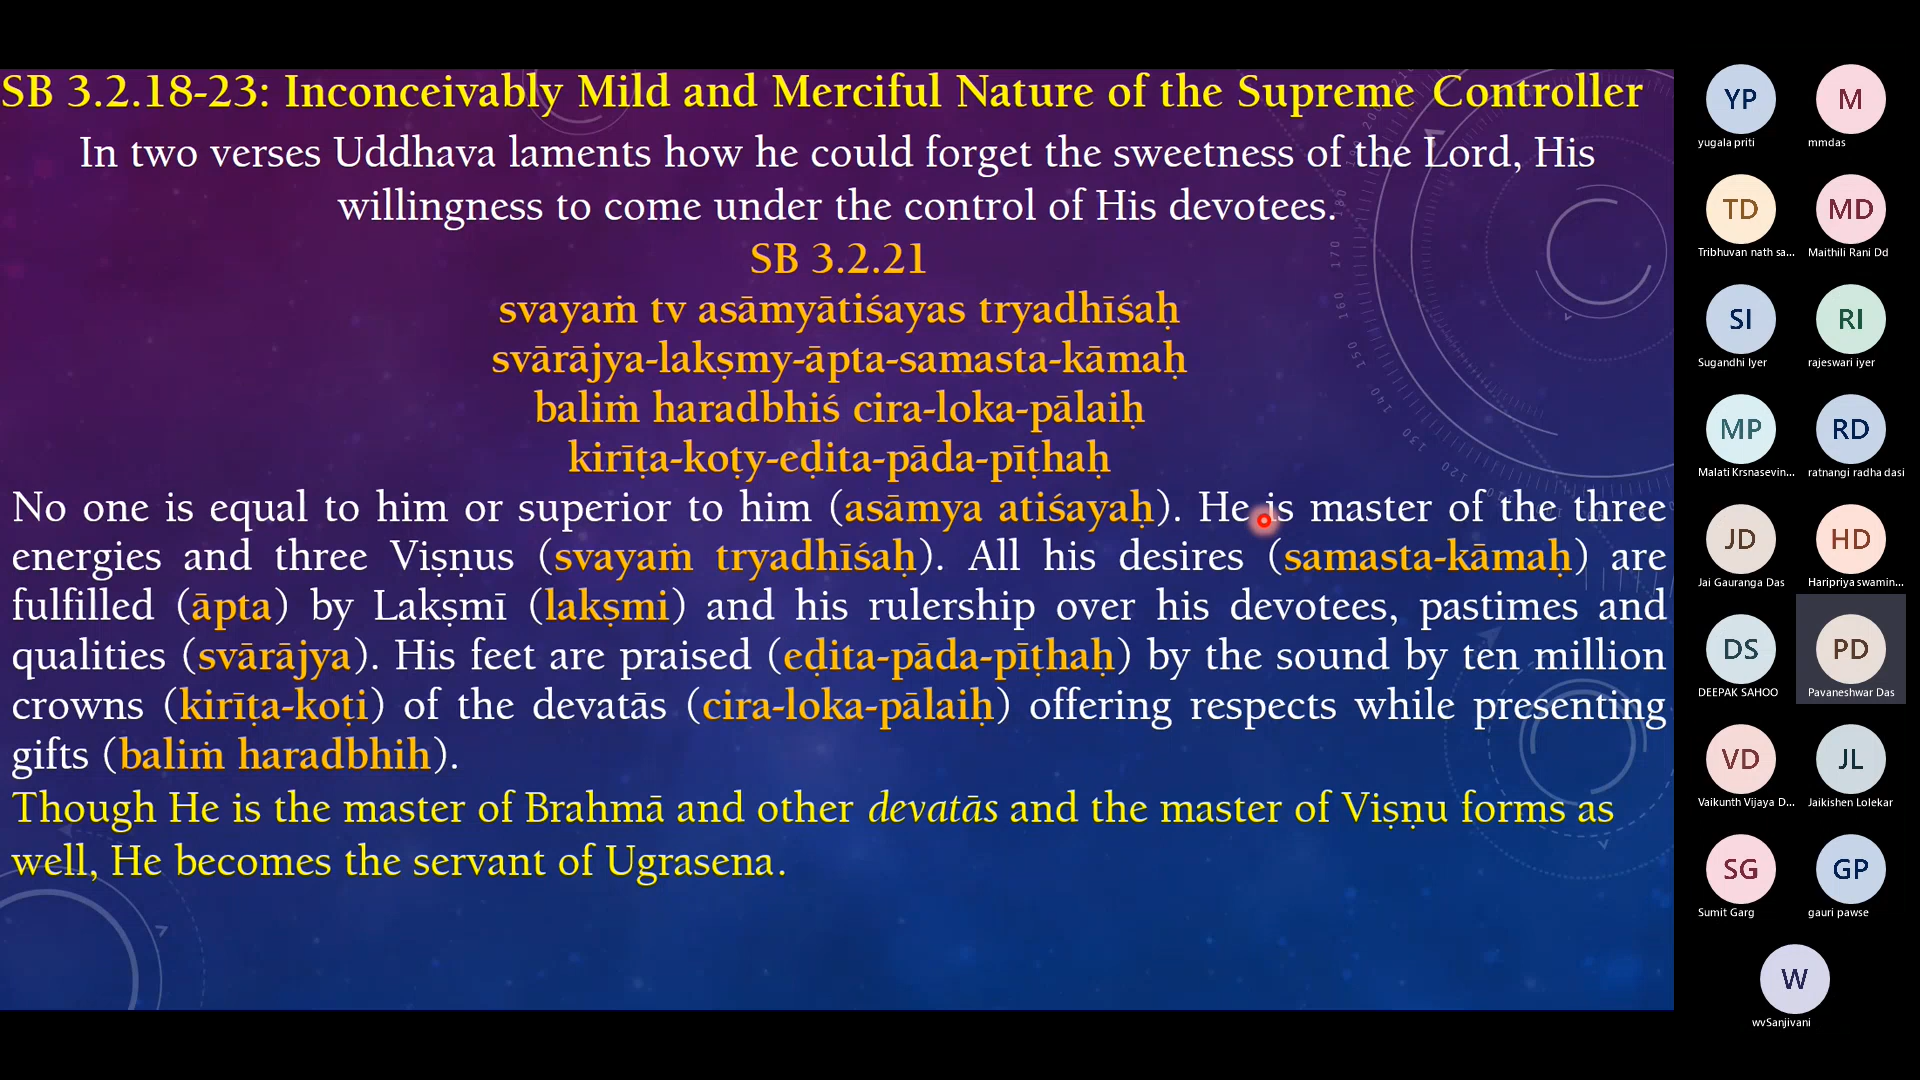 SB 3.2.18-23: Inconceivably Mild and Merciful Nature of the Supreme Controller
In two verses Uddhava laments how he could forget the sweetness of the Lord, His
willingness to come under the control of His devotees.
SB 3.2.21
svayaṁ tv asāmyātiśayas tryadhīśaḥ
svārājya-lakṣmy-āpta-samasta-kāmaḥ
baliṁ haradbhiś cira-loka-pālaiḥ
kirīṭa-koṭy-eḍita-pāda-pīṭhaḥ
No one is equal to him or superior to him (asāmya atiśayaḥ). He is master of the three
energies and three Viṣṇus (svayaṁ tryadhīśaḥ). All his desires (samasta-kāmaḥ) are
fulfilled (āpta) by Lakṣmī (lakṣmi) and his rulership over his devotees, pastimes and
qualities (svārājya). His feet are praised (eḍita-pāda-pīṭhaḥ) by the sound by ten million
crowns (kirīṭa-koṭi) of the devatās (cira-loka-pālaiḥ) offering respects while presenting
gifts (baliṁ haradbhih).
Though He is the master of Brahmā and other devatās and the master of Viṣṇu forms as
well, He becomes the servant of Ugrasena.
YP M
yugala priti mmdas
TD MD
Tribhuvan nath sa... Maithili Rani Dd
SI RI
Sugandhi Iyer rajeswari iyer
MP RD
Malati Krsnasevin... ratnangi radha dasi
JD HD
Jai Gauranga Das Haripriya swamin...
DS PD
DEEPAK SAHOO Pavaneshwar Das
VD JL
Vaikunth Vijaya D... Jaikishen Lolekar
SG GP
Sumit Garg gauri pawse
W
wvSanjivani